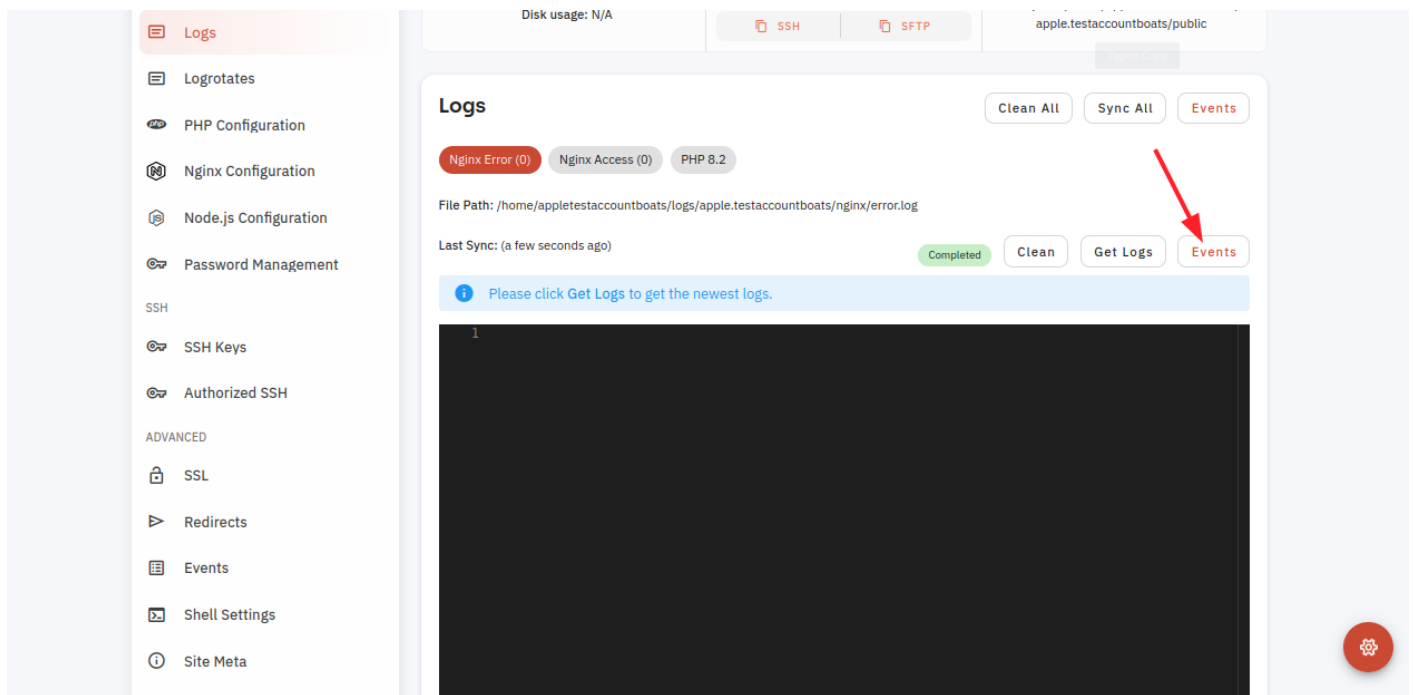 Logs
Logrotates
PHP Configuration
Nginx Configuration
Node.js Configuration
Password Management
SSH
SSH Keys
Authorized SSH
ADVANCED
SSL
Redirects
Events
Shell Settings
Site Meta
Disk usage: N/A
SSH
SFTP
apple.testaccountboats/public
Logs
Clean All
Sync All
Events
Nginx Error (0)
Nginx Access (0)
PHP 8.2
File Path: /home/appletestaccountboats/logs/apple.testaccountboats/nginx/error.log
Last Sync: (a few seconds ago)
Completed
Clean
Get Logs
Events
Please click Get Logs to get the newest logs.
1